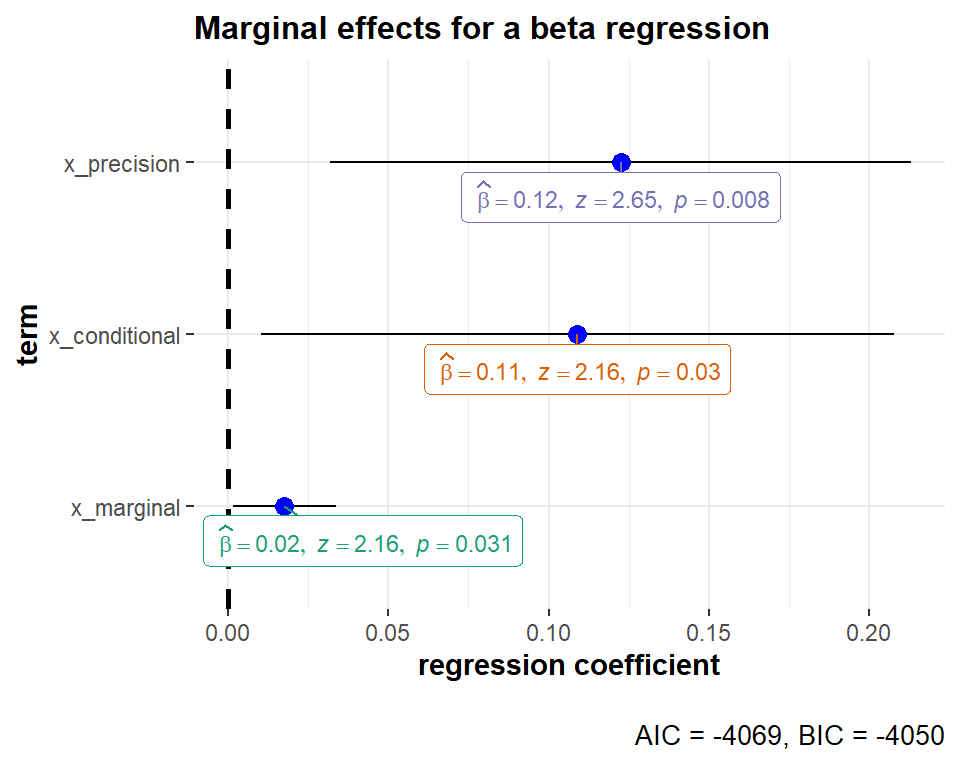 Marginal effects for a beta regression
term
x_precision
β̂ = 0.12, z = 2.65, p = 0.008
x_conditional
β̂ = 0.11, z = 2.16, p = 0.03
x_marginal
β̂ = 0.02, z = 2.16, p = 0.031
0.00 0.05 0.10 0.15 0.20
regression coefficient
AIC = -4069, BIC = -4050